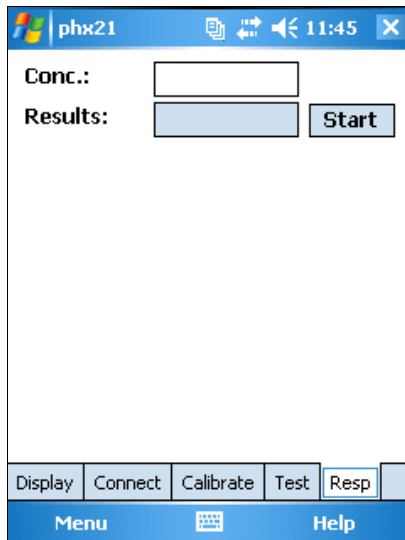 phx21 11:45
Conc.:
Results: Start
Display Connect Calibrate Test Resp
Menu Help